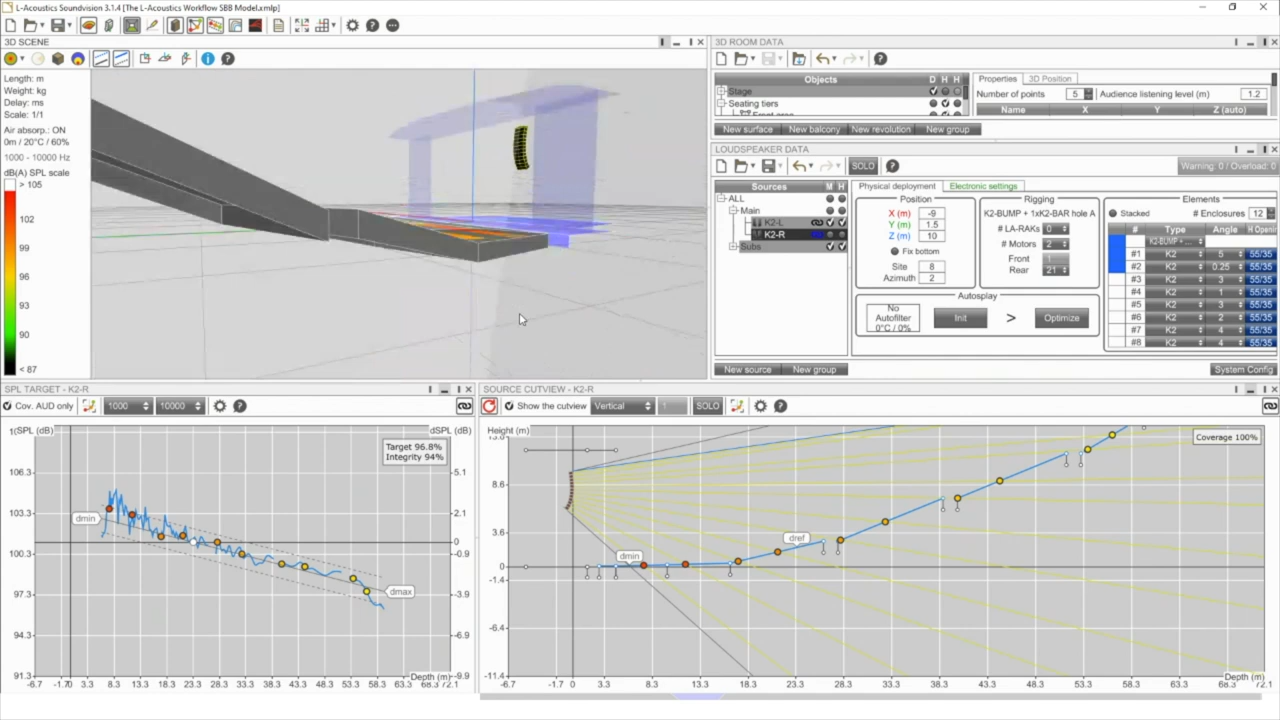 L-Acoustics Soundvision 3.1.4 [The L-Acoustics Workflow SBB Model.xmlp]
3D SCENE
Length: m
Weight: kg
Delay: ms
Scale: 1/1
Air absorp.: ON
0m / 20°C / 60%
1000 - 10000 Hz
dB(A) SPL scale
> 105
102
99
96
93
90
< 87
3D ROOM DATA
Objects D H H
Stage
Seating tiers
Properties 3D Position
Number of points 5 Audience listening level (m) 1.2
Name X Y Z (auto)
New surface New balcony New revolution New group
LOUDSPEAKER DATA
SOLO
Warning: 0 / Overload: 0
Sources M H
ALL
Main
K2-L
K2-R
Subs
New source New group
Physical deployment Electronic settings
Position
X (m) -9
Y (m) 1.5
Z (m) 10
Fix bottom
Site 8
Azimuth 2
Rigging
K2-BUMP + 1xK2-BAR hole A
# LA-RAKs 0
# Motors 2
Front 1
Rear 21
Autosplay
No Autofilter 0°C / 0%
Init > Optimize
Elements
Stacked # Enclosures 12
# Type Angle H Openin
K2-BUMP + ...
#1 K2 5 55/35
#2 K2 0.25 55/35
#3 K2 3 55/35
#4 K2 1 55/35
#5 K2 3 55/35
#6 K2 2 55/35
#7 K2 4 55/35
#8 K2 4 55/35
System Config
SPL TARGET - K2-R
Cov. AUD only 1000 10000
SPL (dB) dSPL (dB)
Target 96.8%
Integrity 94%
106.3 5.1
103.3 2.1
0
100.3 -0.9
97.3 -3.9
94.3 -6.9
91.3 -9.9
dmin
dmax
Depth (m)
-6.7 -1.7 0 3.3 8.3 13.3 18.3 23.3 28.3 33.3 38.3 43.3 48.3 53.3 58.3 63.3 68.3 72.1
SOURCE CUTVIEW - K2-R
Show the cutview Vertical 1 SOLO
Height (m)
Coverage 100%
13.6
8.6
3.6
0
-1.4
-6.4
-11.4
dmin
dref
Depth (m)
-6.7 -1.7 0 3.3 8.3 13.3 18.3 23.3 28.3 33.3 38.3 43.3 48.3 53.3 58.3 63.3 68.3 72.1